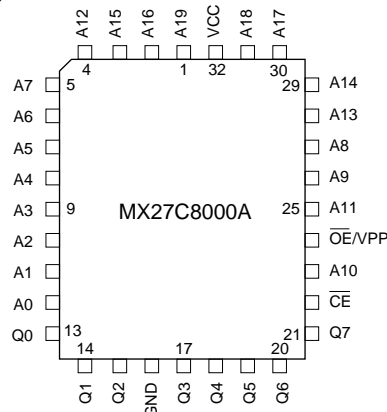 A12 A15 A16 A19 VCC A18 A17
4 1 32 30
A7 5 29 A14
A6 A13
A5 A8
A4 A9
A3 9 MX27C8000A 25 A11
A2 OE/VPP
A1 A10
A0 CE
Q0 13 21 Q7
14 17 20
Q1 Q2 GND Q3 Q4 Q5 Q6